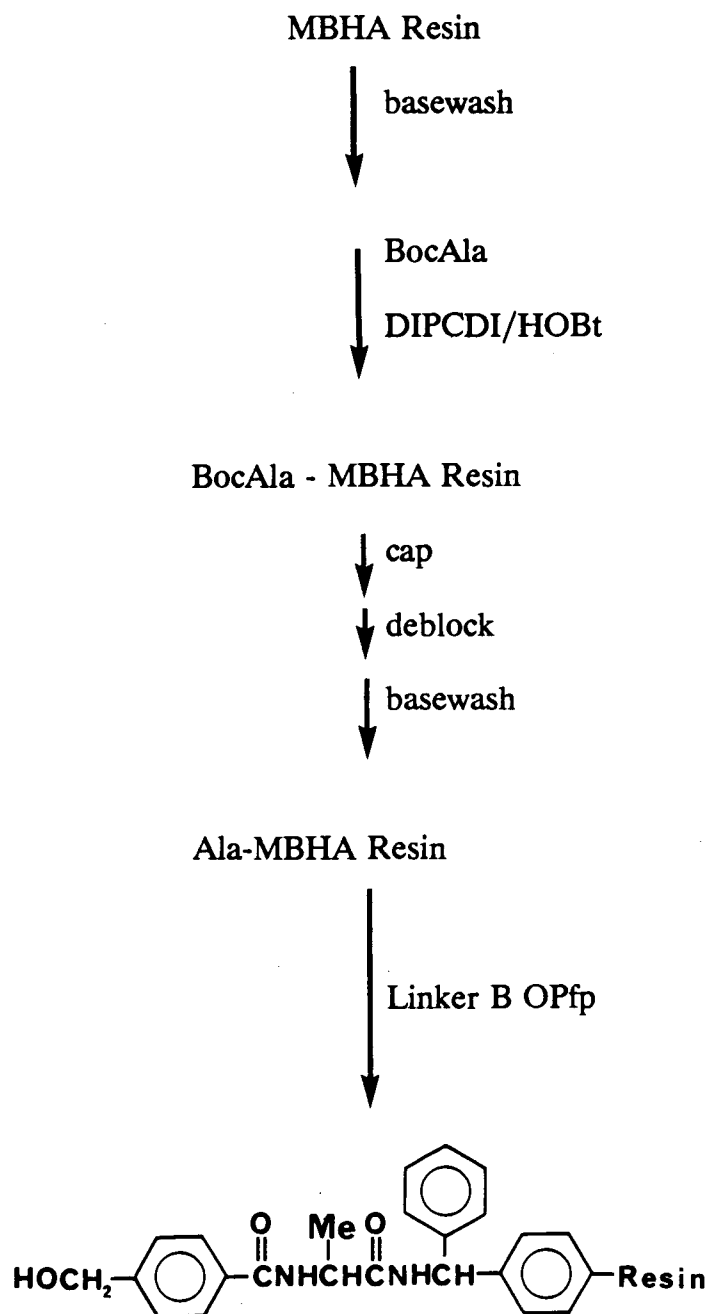 MBHA Resin
basewash
BocAla
DIPCDI/HOBt
BocAla - MBHA Resin
cap
deblock
basewash
Ala-MBHA Resin
Linker B OPfp
O Me O
HOCH₂ CNHCHCNHCH Resin